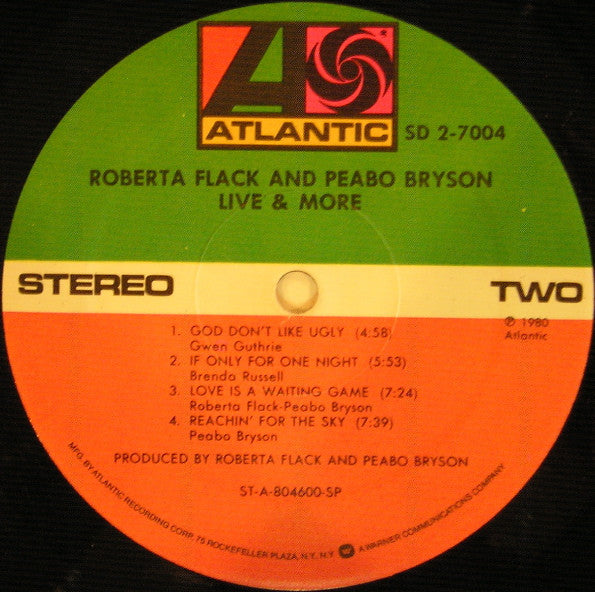 ATLANTIC
SD 2-7004
ROBERTA FLACK AND PEABO BRYSON
LIVE & MORE
STEREO
TWO
℗ 1980
Atlantic
1. GOD DON'T LIKE UGLY (4:58)
Gwen Guthrie
2. IF ONLY FOR ONE NIGHT (5:53)
Brenda Russell
3. LOVE IS A WAITING GAME (7:24)
Roberta Flack-Peabo Bryson
4. REACHIN' FOR THE SKY (7:39)
Peabo Bryson
PRODUCED BY ROBERTA FLACK AND PEABO BRYSON
ST-A-804600-SP
MFG. BY ATLANTIC RECORDING CORP. 75 ROCKEFELLER PLAZA, N.Y. N.Y. A WARNER COMMUNICATIONS COMPANY